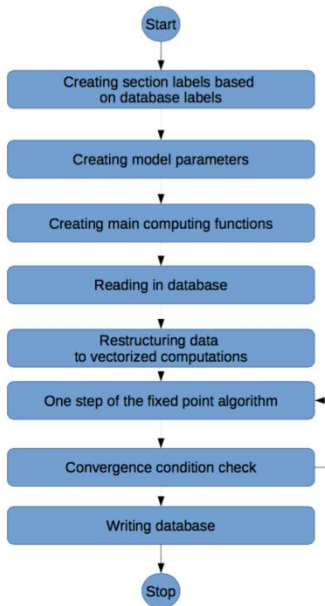 Start
Creating section labels based
on database labels
Creating model parameters
Creating main computing functions
Reading in database
Restructuring data
to vectorized computations
One step of the fixed point algorithm
Convergence condition check
Writing database
Stop